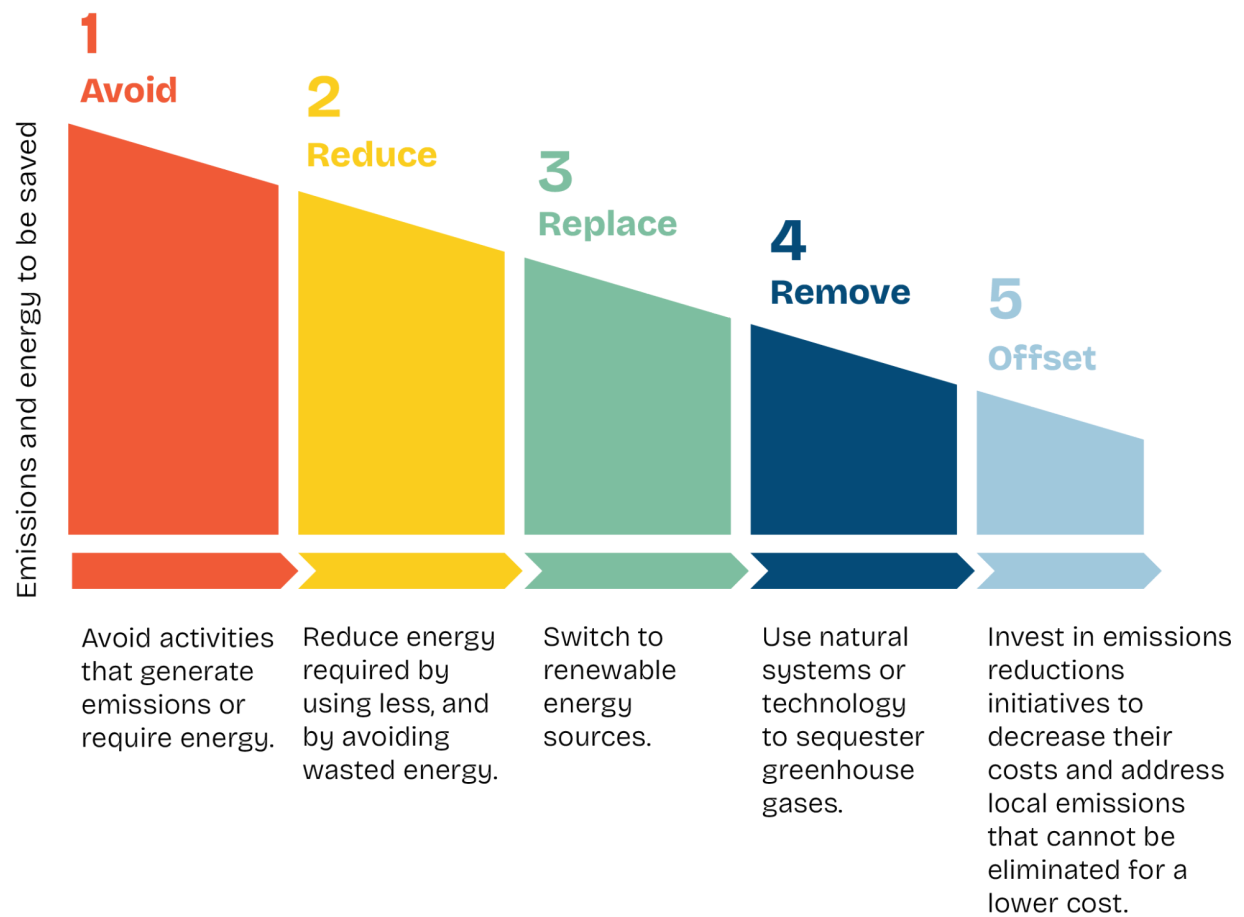 Emissions and energy to be saved
1
Avoid
2
Reduce
3
Replace
4
Remove
5
Offset
Avoid activities
that generate
emissions or
require energy.
Reduce energy
required by
using less, and
by avoiding
wasted energy.
Switch to
renewable
energy
sources.
Use natural
systems or
technology
to sequester
greenhouse
gases.
Invest in emissions
reductions
initiatives to
decrease their
costs and address
local emissions
that cannot be
eliminated for a
lower cost.